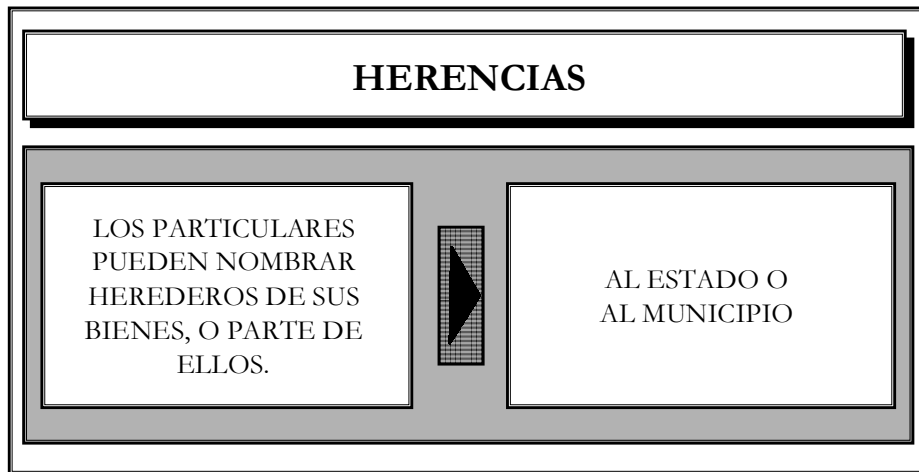 HERENCIAS
LOS PARTICULARES
PUEDEN NOMBRAR
HEREDEROS DE SUS
BIENES, O PARTE DE
ELLOS.
AL ESTADO O
AL MUNICIPIO